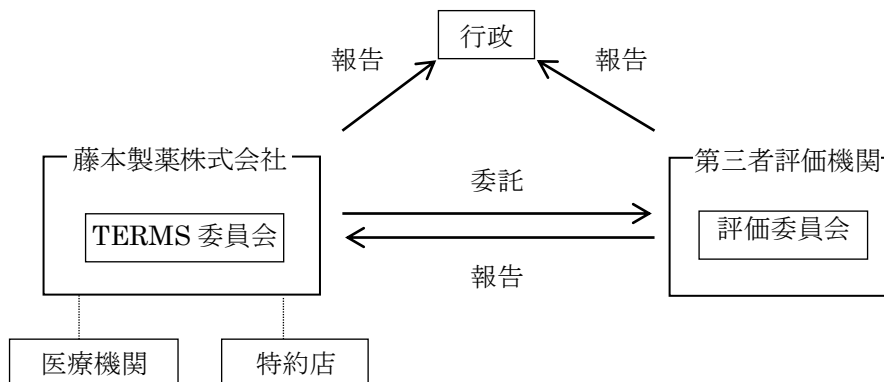 行政
報告
報告
藤本製薬株式会社
第三者評価機関
委託
TERMS 委員会
評価委員会
報告
医療機関
特約店